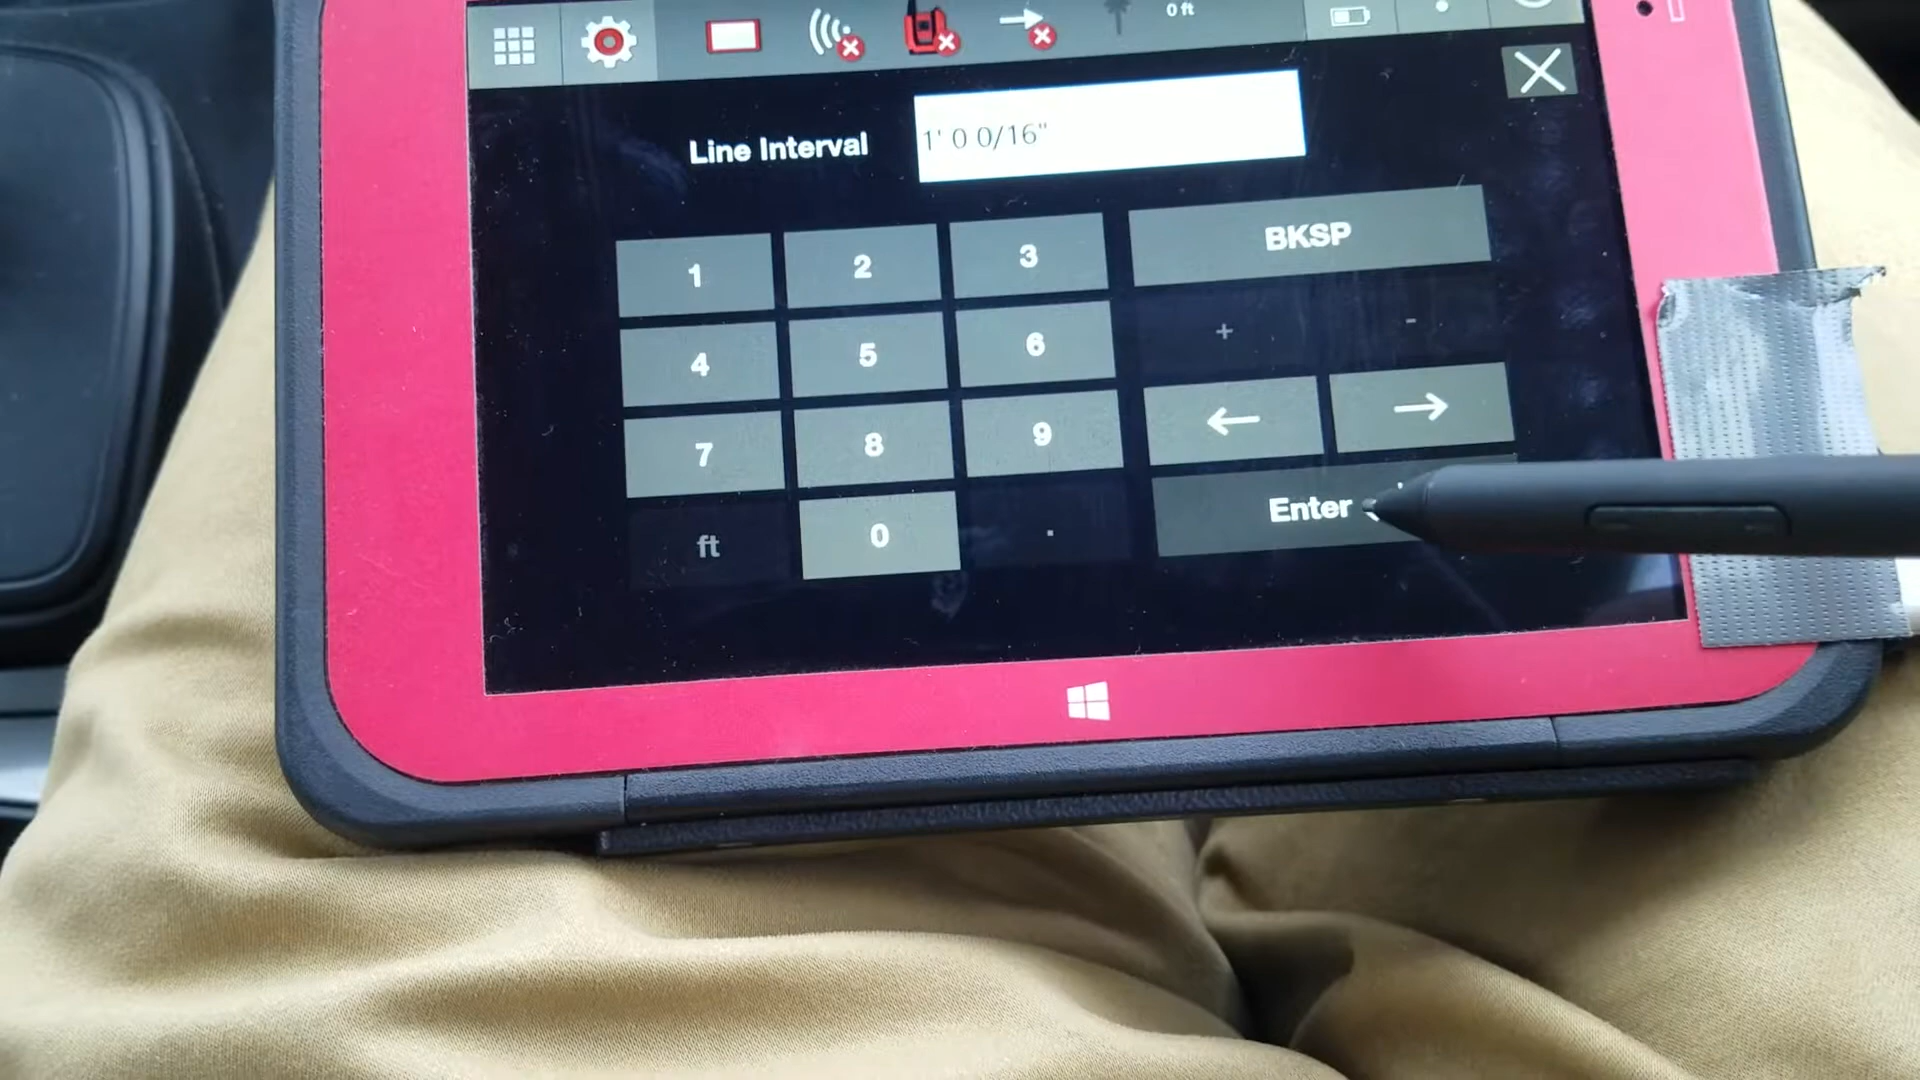 0 ft
Line Interval 1' 0 0/16"
1 2 3 BKSP
4 5 6 + -
7 8 9 ← →
ft 0 . Enter